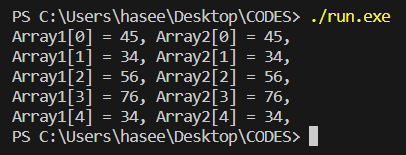 PS C:\Users\hasee\Desktop\CODES> ./run.exe
Array1[0] = 45, Array2[0] = 45,
Array1[1] = 34, Array2[1] = 34,
Array1[2] = 56, Array2[2] = 56,
Array1[3] = 76, Array2[3] = 76,
Array1[4] = 34, Array2[4] = 34,
PS C:\Users\hasee\Desktop\CODES>